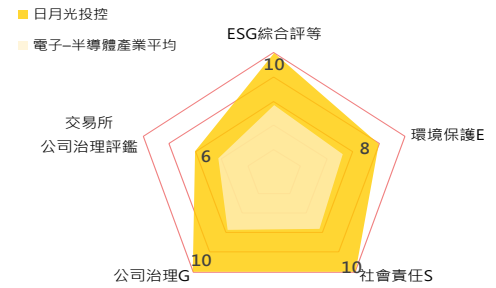 日月光投控
電子–半導體產業平均
ESG綜合評等
10
交易所
公司治理評鑑
6
8
環境保護E
10
公司治理G
10
社會責任S